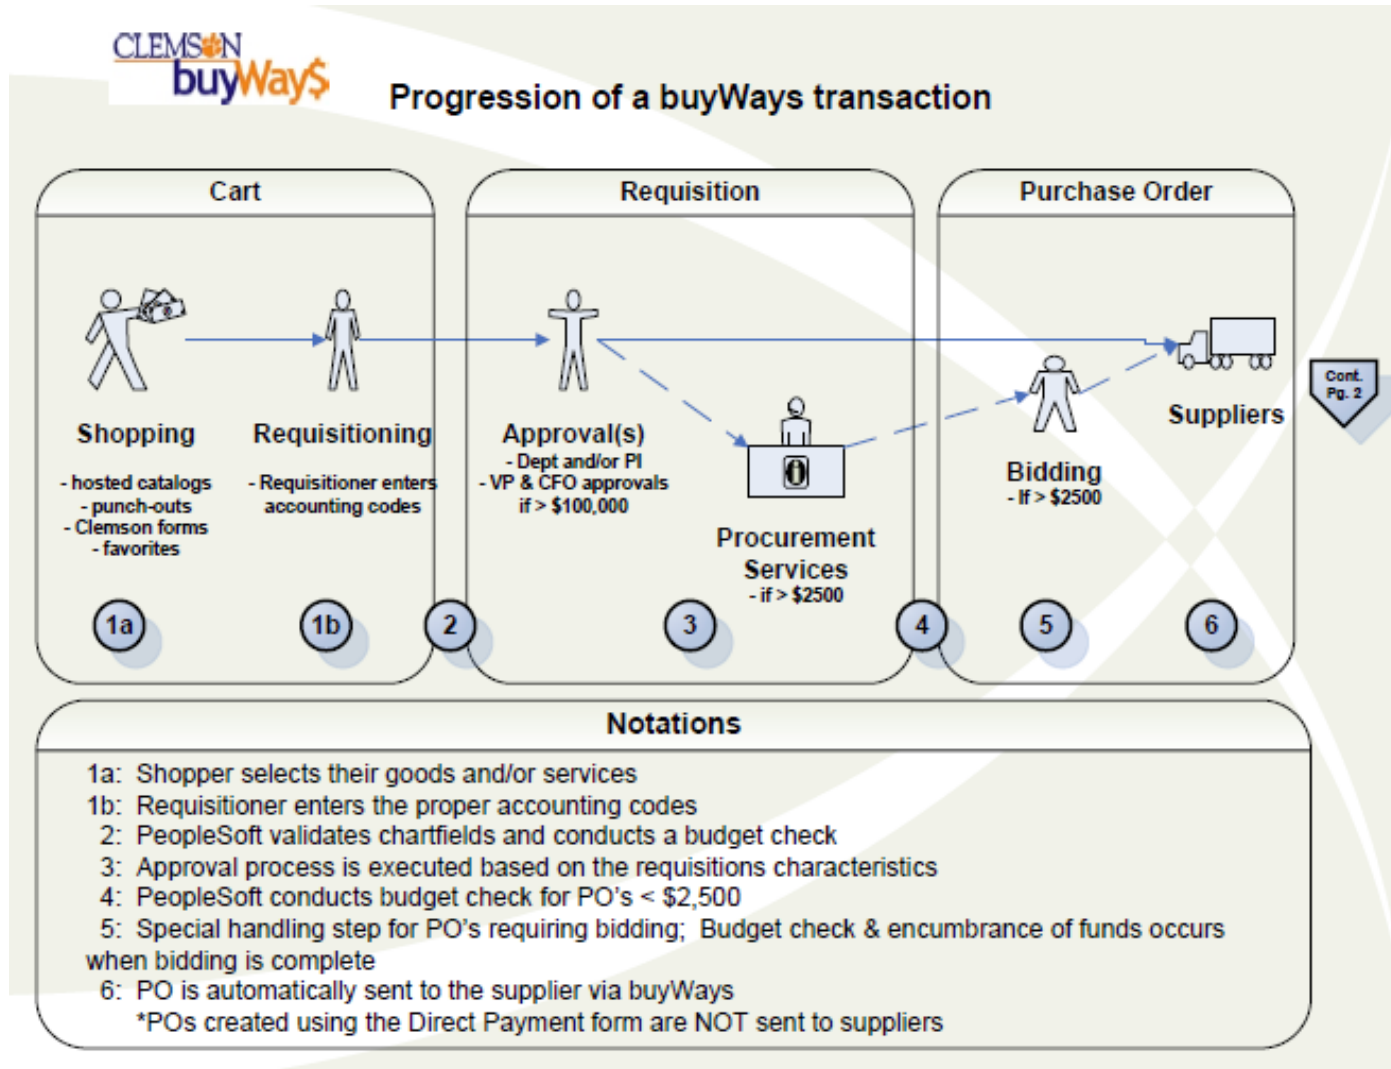 CLEMSON
buyWay$
Progression of a buyWays transaction
Cart
Requisition
Purchase Order
Cont.
Pg. 2
Shopping
- hosted catalogs
- punch-outs
- Clemson forms
- favorites
Requisitioning
- Requisitioner enters
accounting codes
Approval(s)
- Dept and/or PI
- VP & CFO approvals
if > $100,000
Procurement
Services
- if > $2500
Bidding
- If > $2500
Suppliers
1a
1b
2
3
4
5
6
Notations
1a: Shopper selects their goods and/or services
1b: Requisitioner enters the proper accounting codes
2: PeopleSoft validates chartfields and conducts a budget check
3: Approval process is executed based on the requisitions characteristics
4: PeopleSoft conducts budget check for PO's < $2,500
5: Special handling step for PO's requiring bidding; Budget check & encumbrance of funds occurs
when bidding is complete
6: PO is automatically sent to the supplier via buyWays
*POs created using the Direct Payment form are NOT sent to suppliers